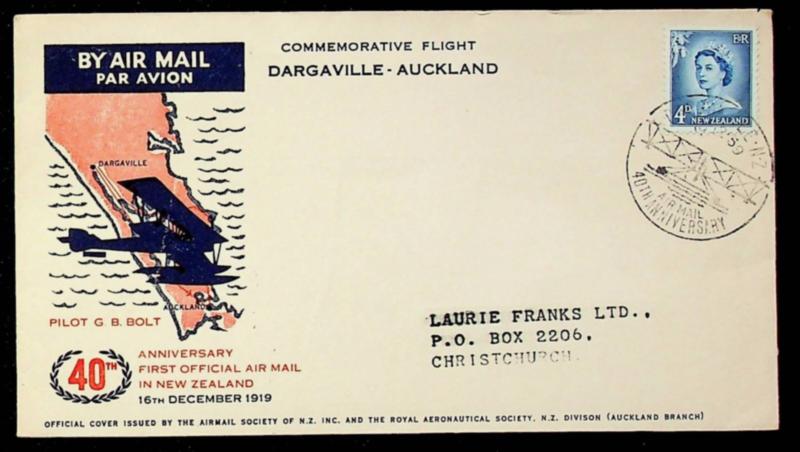 BY AIR MAIL
PAR AVION
COMMEMORATIVE FLIGHT
DARGAVILLE - AUCKLAND
E R
4D
NEW ZEALAND
AIR MAIL
40TH ANNIVERSARY
DARGAVILLE
AUCKLAND
PILOT G. B. BOLT
40TH
ANNIVERSARY
FIRST OFFICIAL AIR MAIL
IN NEW ZEALAND
16TH DECEMBER 1919
LAURIE FRANKS LTD.,
P.O. BOX 2206,
CHRISTCHURCH.
OFFICIAL COVER ISSUED BY THE AIRMAIL SOCIETY OF N.Z. INC. AND THE ROYAL AERONAUTICAL SOCIETY, N.Z. DIVISON (AUCKLAND BRANCH)